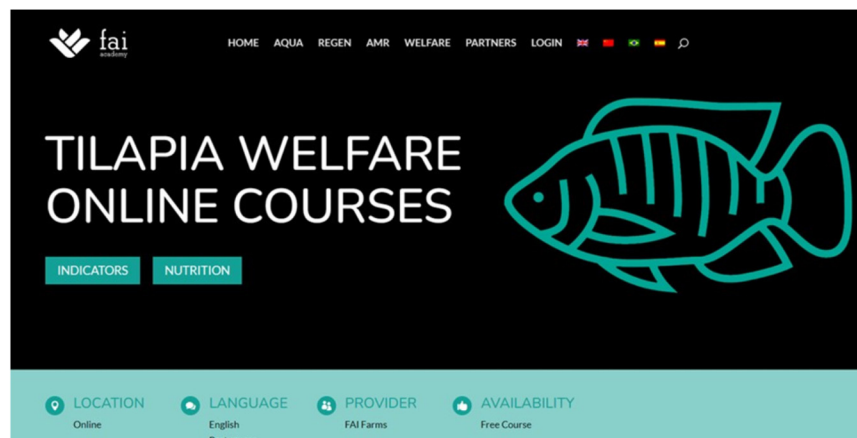 fai
academy
HOME AQUA REGEN AMR WELFARE PARTNERS LOGIN
TILAPIA WELFARE
ONLINE COURSES
INDICATORS NUTRITION
LOCATION LANGUAGE PROVIDER AVAILABILITY
Online English FAI Farms Free Course